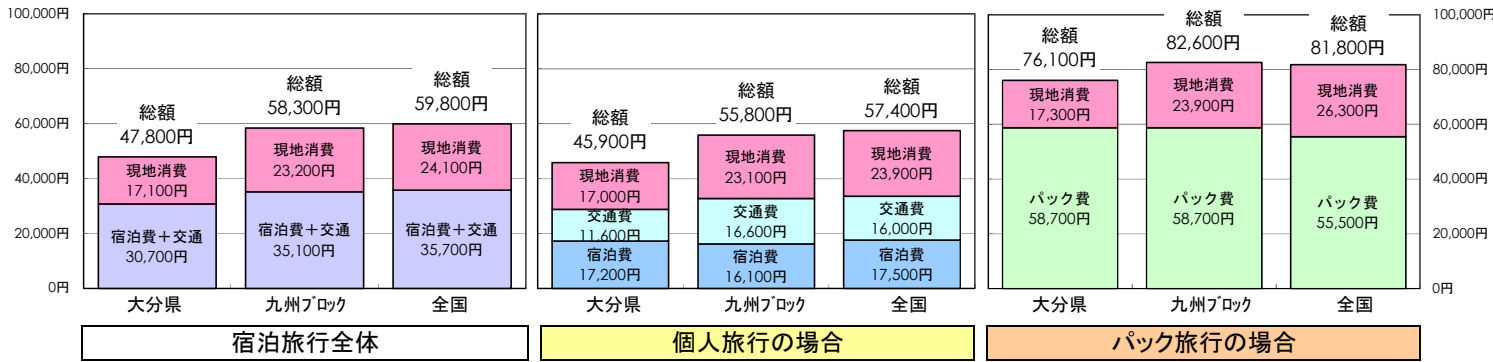 100,000円
80,000円
60,000円
40,000円
20,000円
0円
総額
47,800円
現地消費
17,100円
宿泊費＋交通
30,700円
大分県
総額
58,300円
現地消費
23,200円
宿泊費＋交通
35,100円
九州ブロック
総額
59,800円
現地消費
24,100円
宿泊費＋交通
35,700円
全国
宿泊旅行全体
総額
45,900円
現地消費
17,000円
交通費
11,600円
宿泊費
17,200円
大分県
総額
55,800円
現地消費
23,100円
交通費
16,600円
宿泊費
16,100円
九州ブロック
総額
57,400円
現地消費
23,900円
交通費
16,000円
宿泊費
17,500円
全国
個人旅行の場合
総額
76,100円
現地消費
17,300円
パック費
58,700円
大分県
総額
82,600円
現地消費
23,900円
パック費
58,700円
九州ブロック
総額
81,800円
現地消費
26,300円
パック費
55,500円
全国
パック旅行の場合
100,000円
80,000円
60,000円
40,000円
20,000円
0円